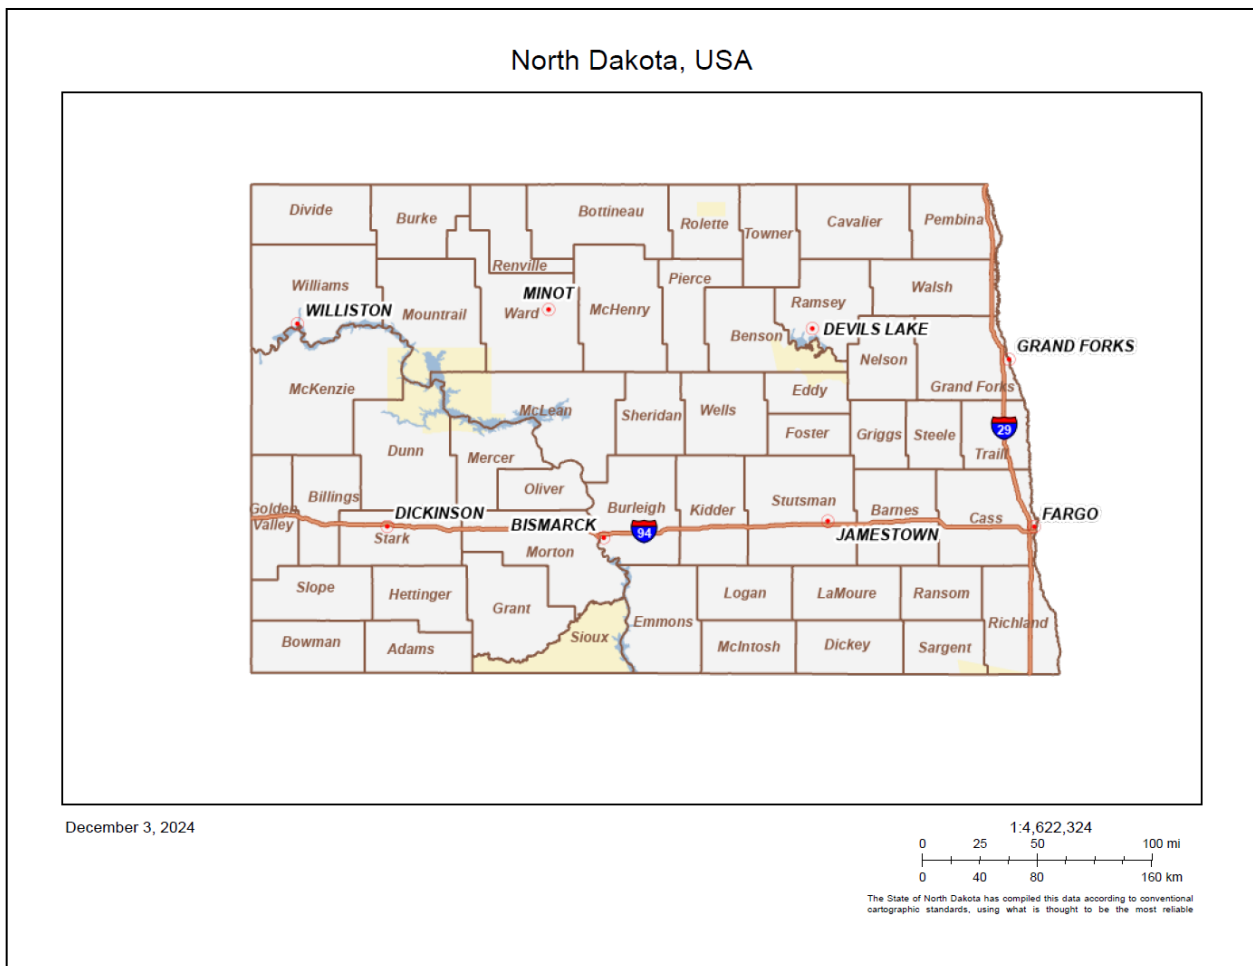 North Dakota, USA
Divide
Burke
Bottineau
Rolette
Towner
Cavalier
Pembina
Renville
Pierce
Williams
Walsh
MINOT
Ramsey
WILLISTON
Mountrail
Ward
McHenry
DEVILS LAKE
Benson
GRAND FORKS
Nelson
McKenzie
Eddy
Grand Forks
McLean
Sheridan
Wells
Foster
Griggs
Steele
29
Dunn
Mercer
Traill
Oliver
Billings
Stutsman
Golden
Valley
DICKINSON
Burleigh
Kidder
Barnes
FARGO
BISMARCK
94
Cass
Stark
JAMESTOWN
Morton
Slope
Hettinger
Logan
LaMoure
Ransom
Grant
Emmons
Richland
Sioux
Bowman
Adams
McIntosh
Dickey
Sargent
December 3, 2024
1:4,622,324
0 25 50 100 mi
0 40 80 160 km
The State of North Dakota has compiled this data according to conventional
cartographic standards, using what is thought to be the most reliable